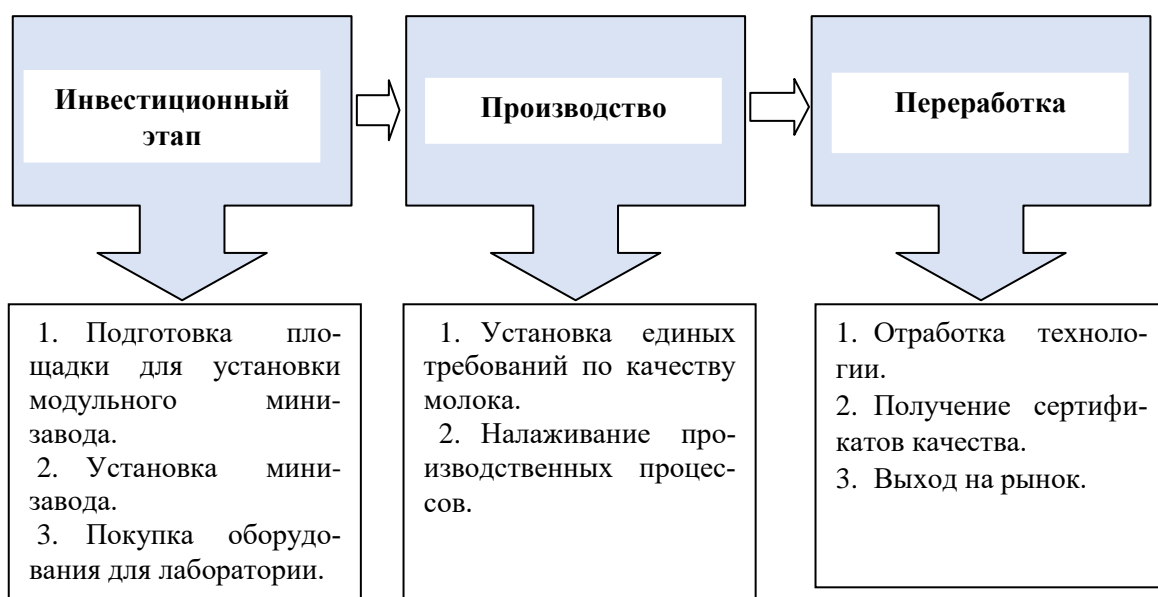 Инвестиционный
этап
Производство
Переработка
1. Подготовка пло-
щадки для установки
модульного мини-
завода.
2. Установка мини-
завода.
3. Покупка оборудо-
вания для лаборатории.
1. Установка единых
требований по качеству
молока.
2. Налаживание про-
изводственных процес-
сов.
1. Отработка техноло-
гии.
2. Получение сертифи-
катов качества.
3. Выход на рынок.